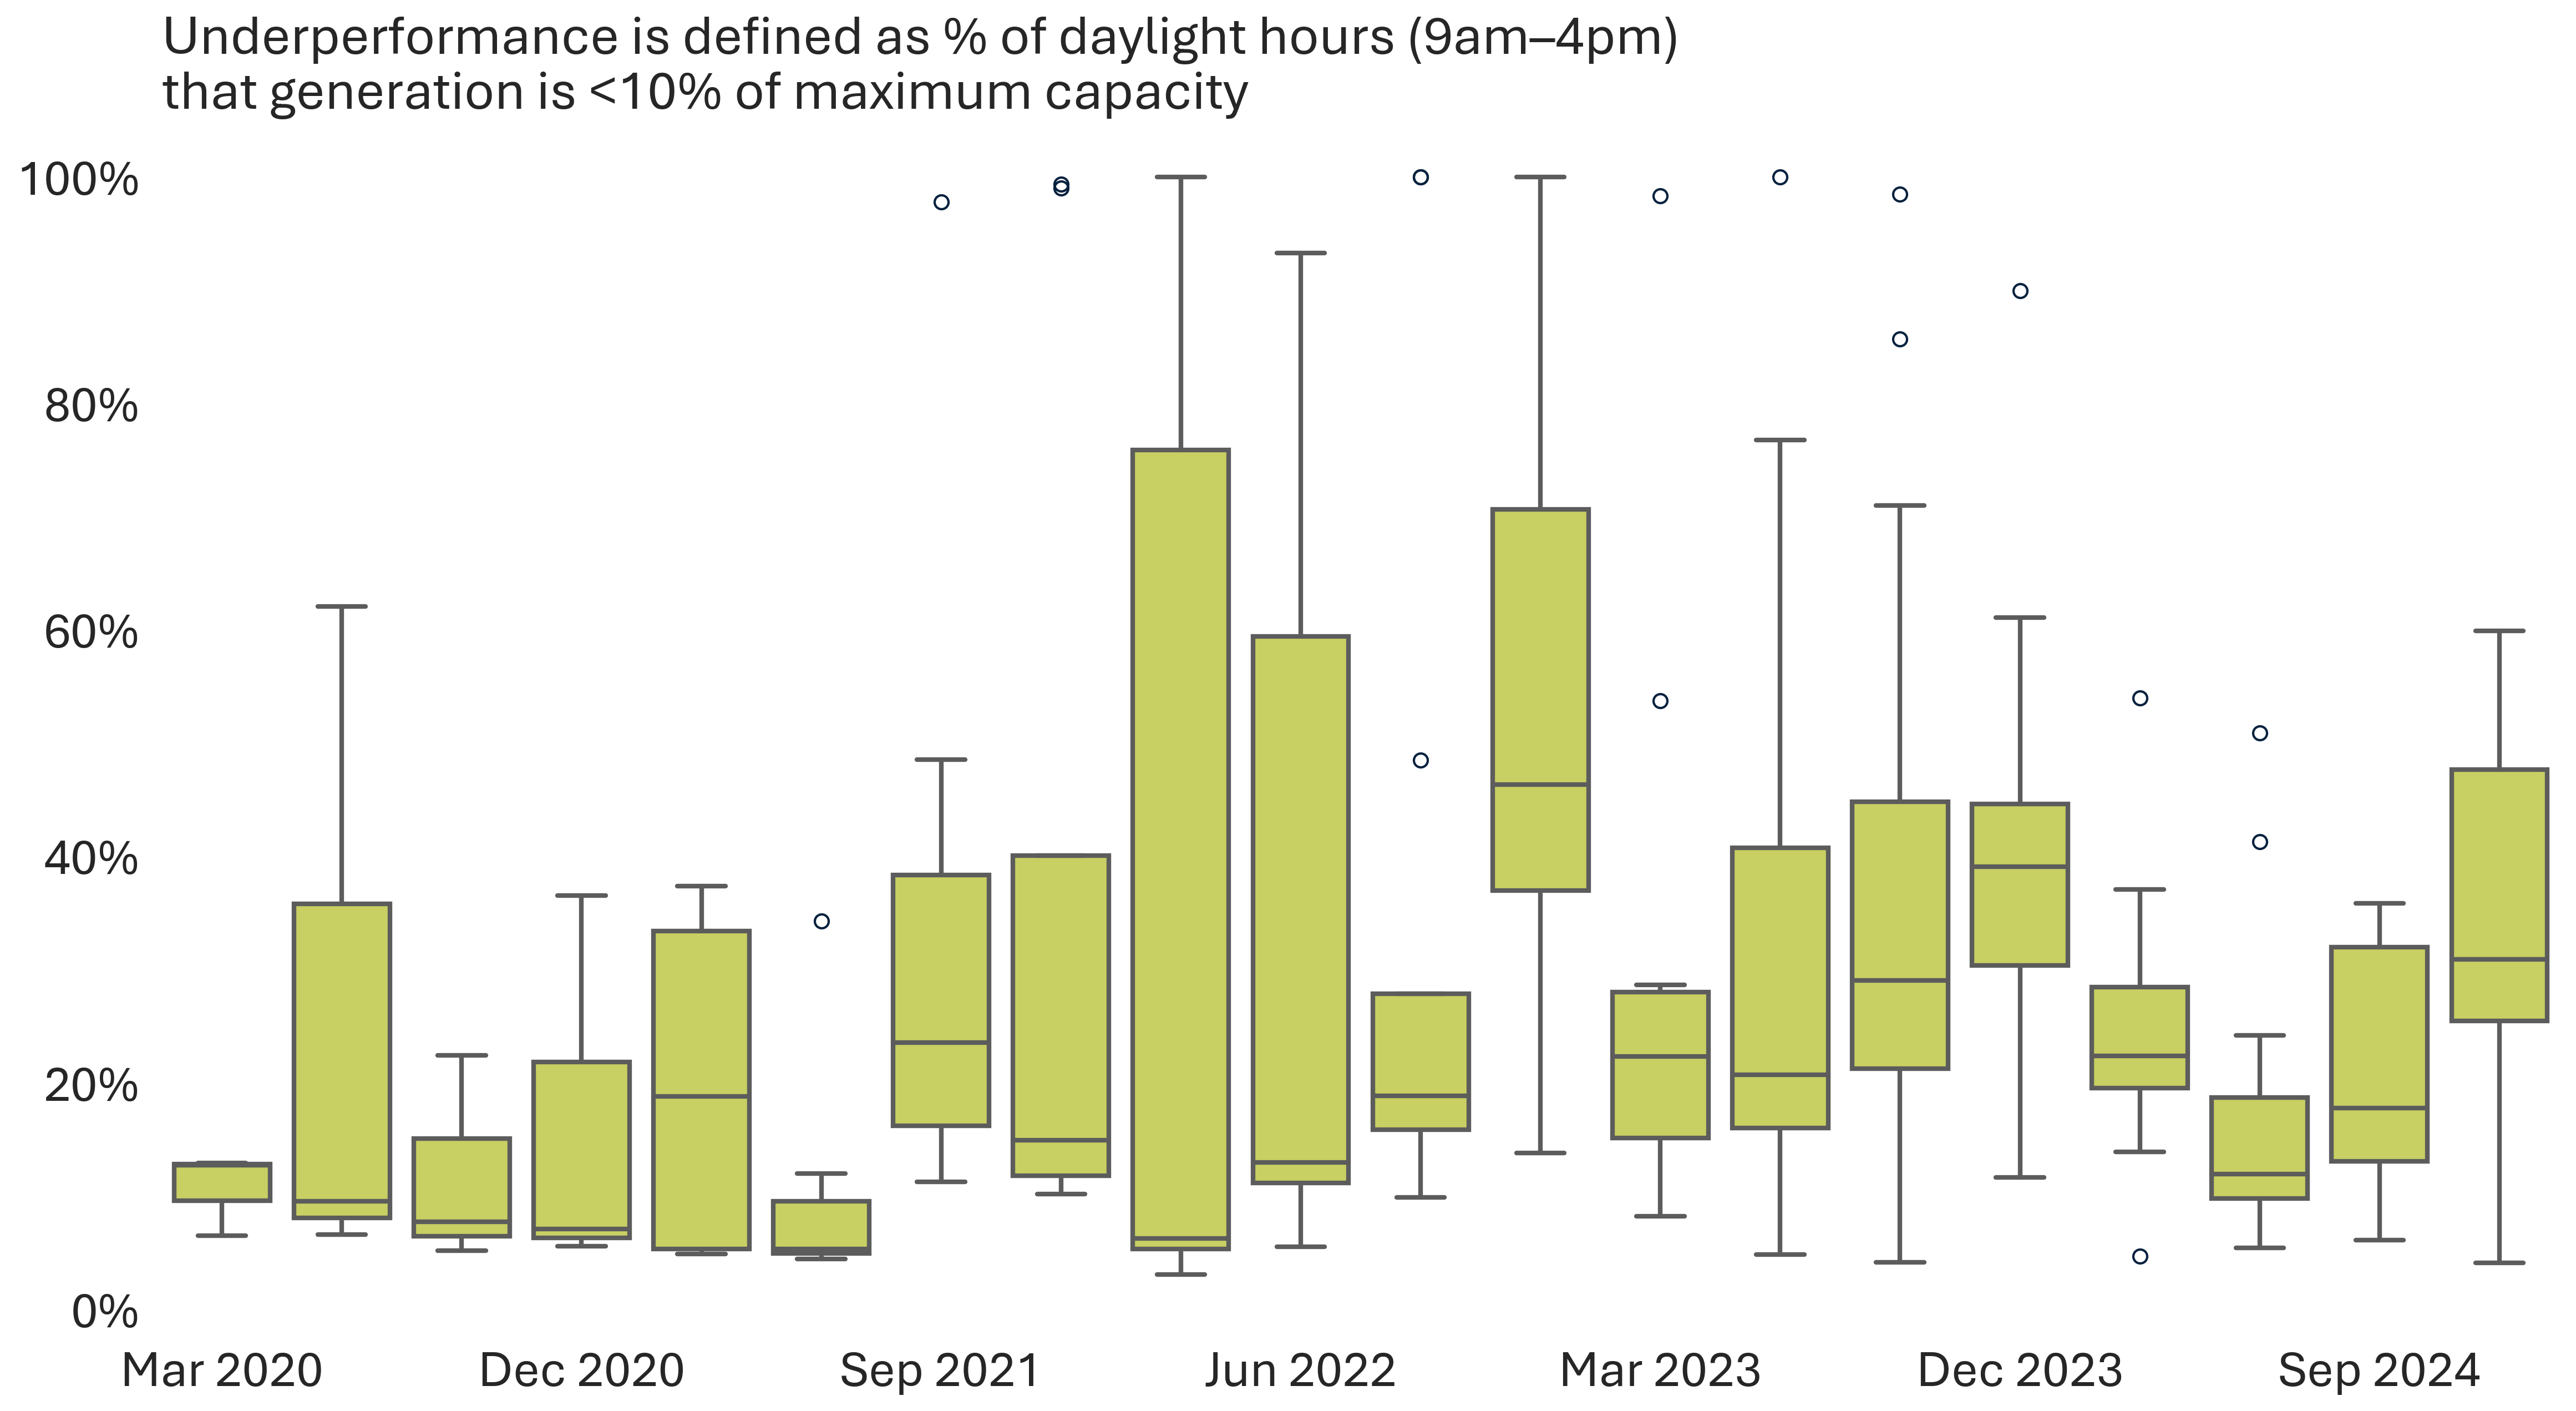 Underperformance is defined as % of daylight hours (9am–4pm)
that generation is <10% of maximum capacity
100%
80%
60%
40%
20%
0%
Mar 2020 Dec 2020 Sep 2021 Jun 2022 Mar 2023 Dec 2023 Sep 2024